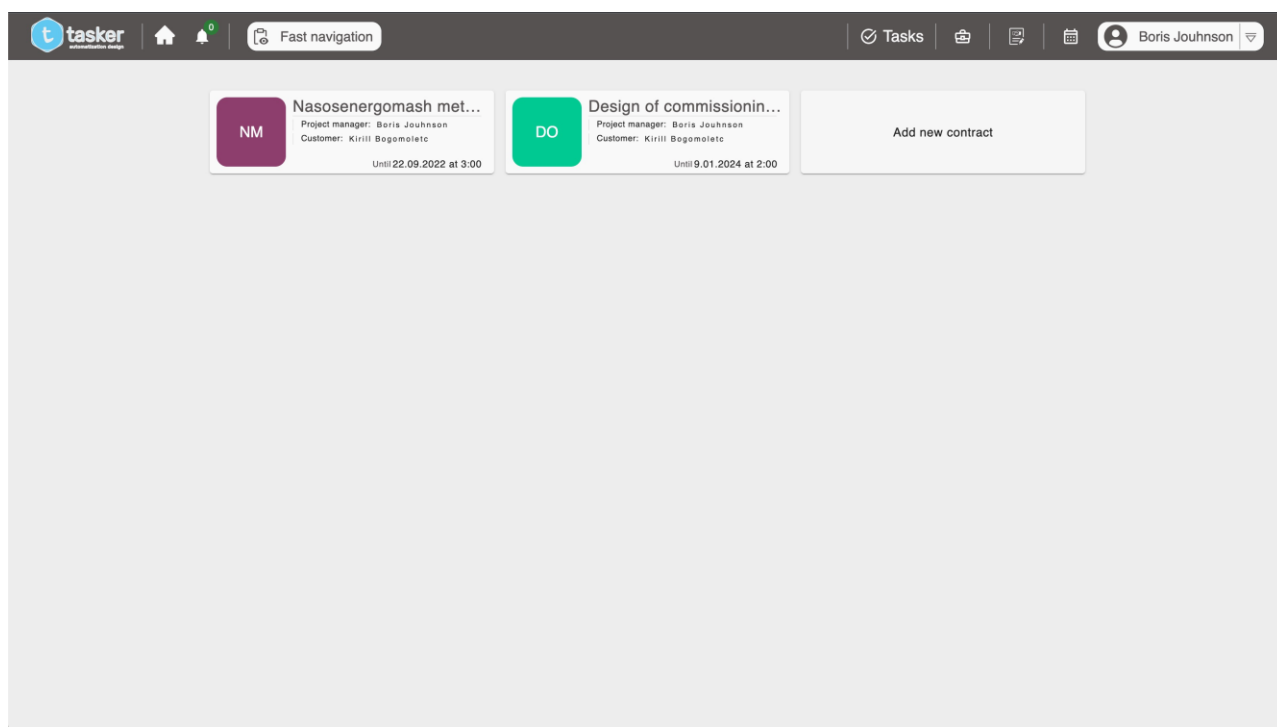 tasker
automatization design
0
Fast navigation
Tasks
Boris Jouhnson
NM
Nasosenergomash met...
Project manager: Boris Jouhnson
Customer: Kirill Bogomoletc
Until 22.09.2022 at 3:00
DO
Design of commissionin...
Project manager: Boris Jouhnson
Customer: Kirill Bogomoletc
Until 9.01.2024 at 2:00
Add new contract